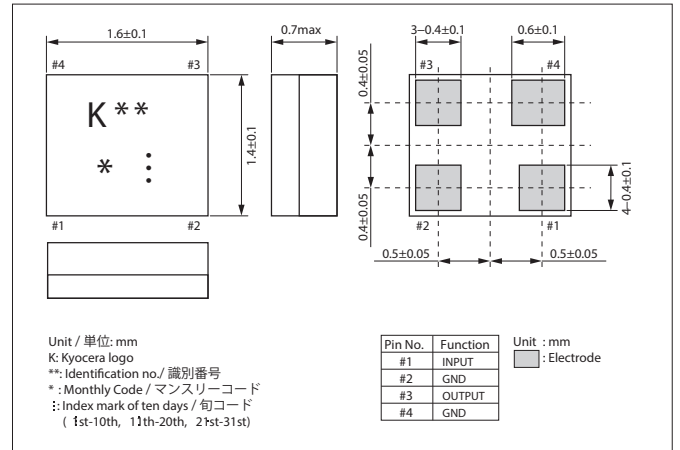 1.6±0.1
0.7max
3–0.4±0.1
0.6±0.1
#4
#3
#3
#4
K**
*
1.4±0.1
0.4±0.05
0.4±0.05
4–0.4±0.1
#1
#2
#2
#1
0.5±0.05
0.5±0.05
Unit / 単位: mm
K: Kyocera logo
**: Identification no./ 識別番号
* : Monthly Code / マンスリーコード
: Index mark of ten days / 旬コード
( 1st-10th, 11th-20th, 21st-31st)
Pin No. Function
#1 INPUT
#2 GND
#3 OUTPUT
#4 GND
Unit : mm
: Electrode